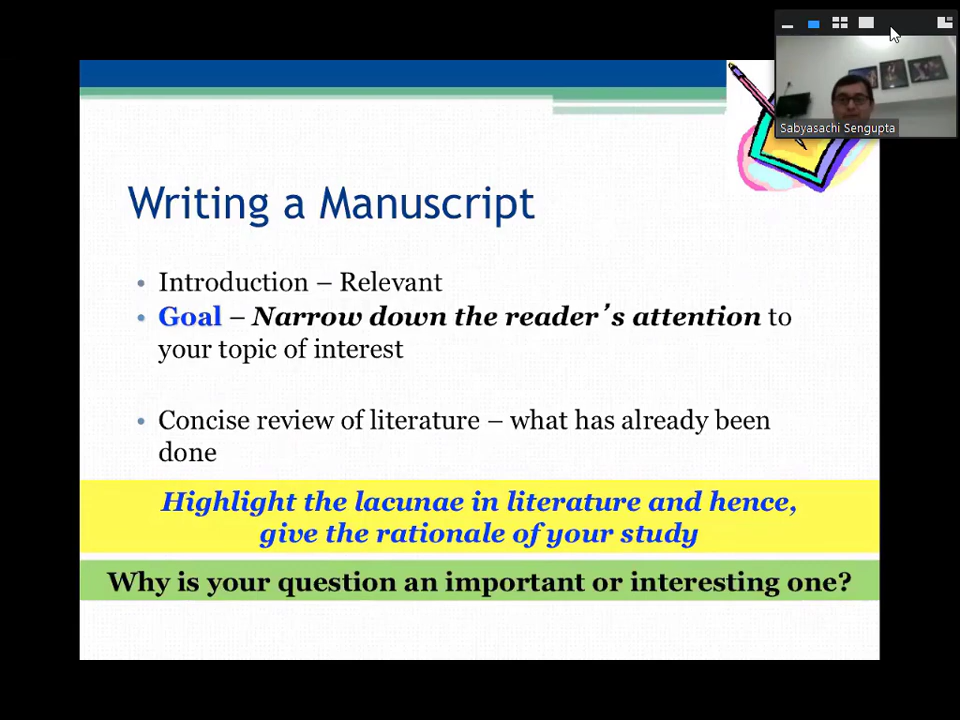 Sabyasachi Sengupta
Writing a Manuscript
• Introduction – Relevant
• Goal – Narrow down the reader’s attention to
your topic of interest
• Concise review of literature – what has already been
done
Highlight the lacunae in literature and hence,
give the rationale of your study
Why is your question an important or interesting one?